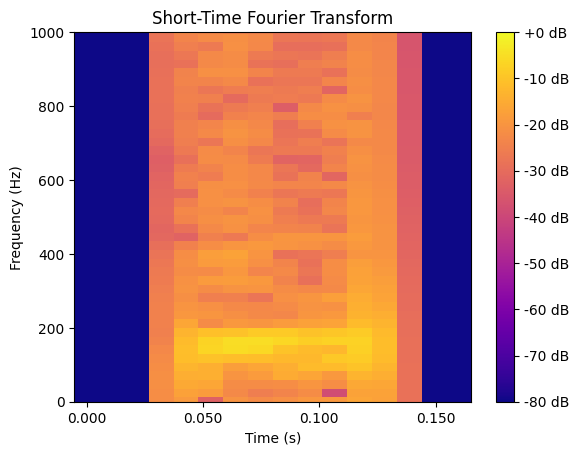 Short-Time Fourier Transform
1000
800
600
400
200
0
Frequency (Hz)
0.000
0.050
0.100
0.150
Time (s)
+0 dB
-10 dB
-20 dB
-30 dB
-40 dB
-50 dB
-60 dB
-70 dB
-80 dB